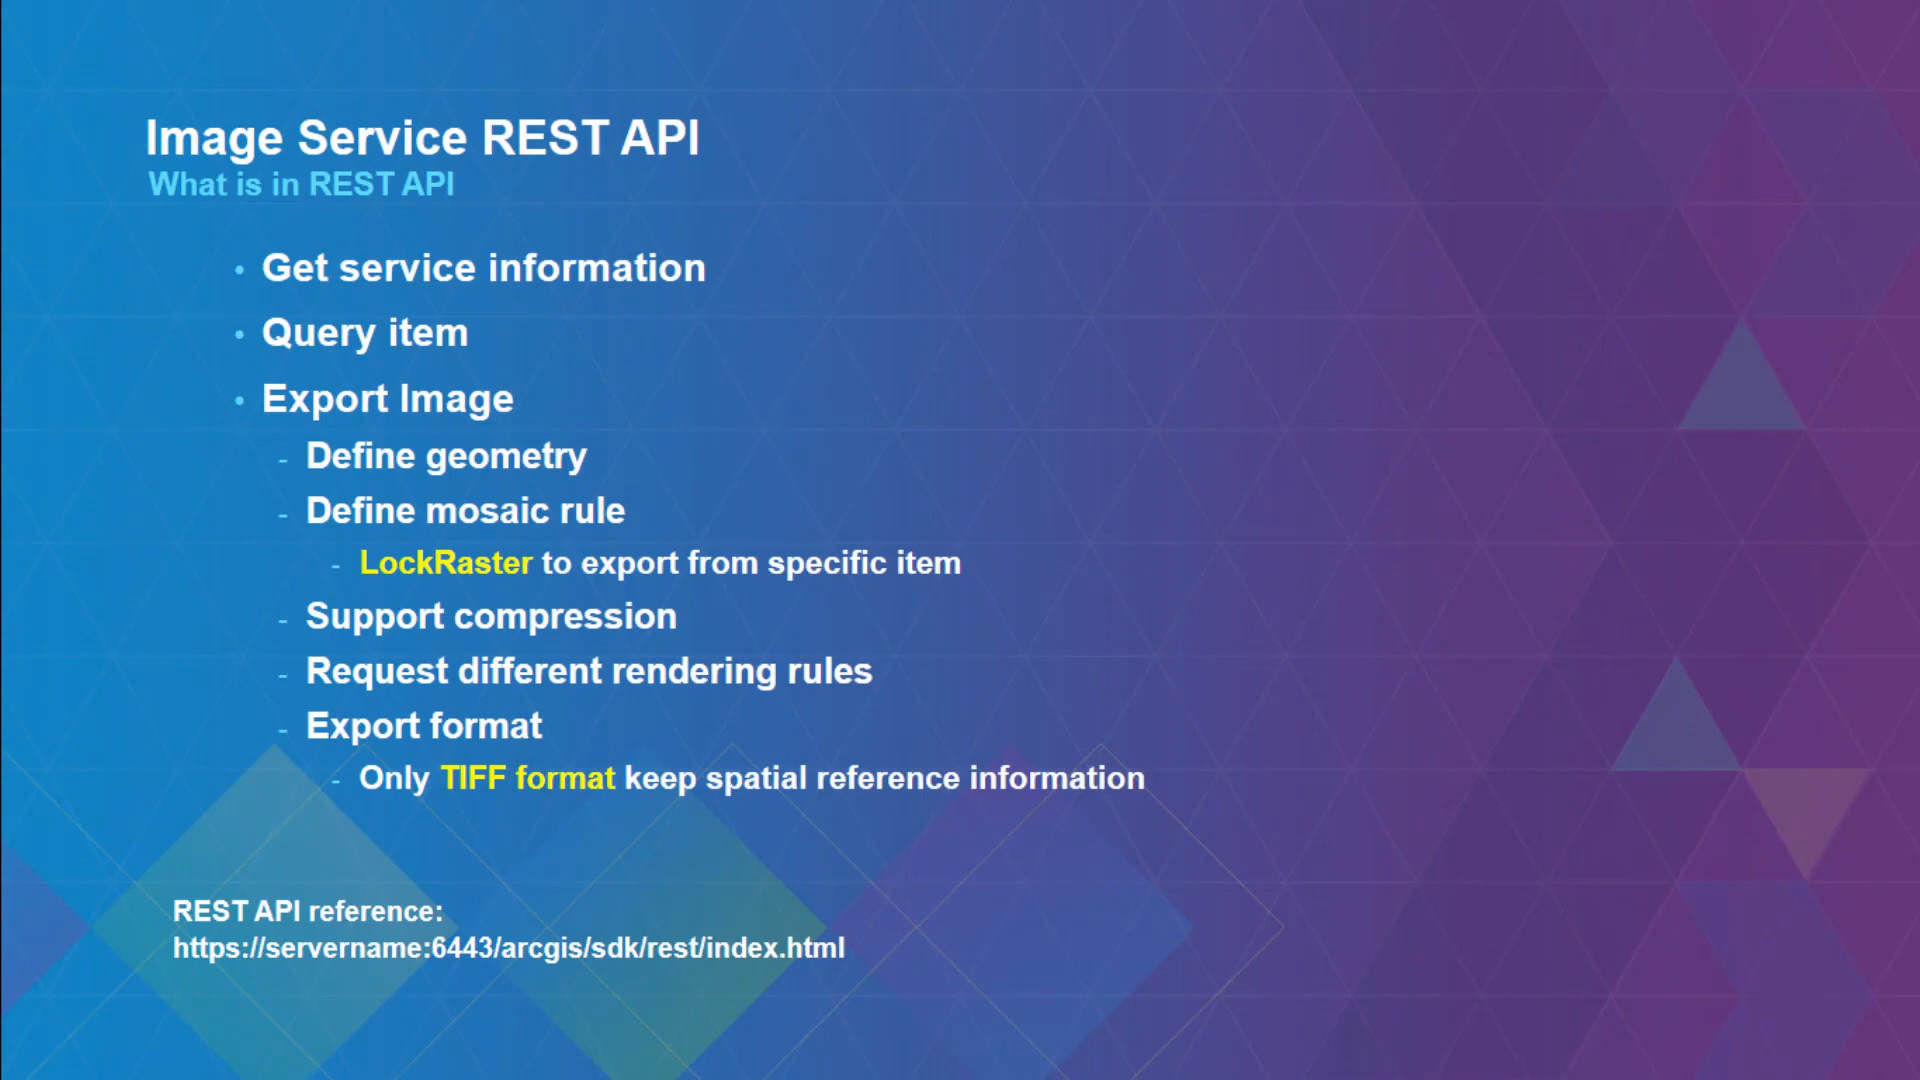 Image Service REST API
What is in REST API
• Get service information
• Query item
• Export Image
- Define geometry
- Define mosaic rule
- LockRaster to export from specific item
- Support compression
- Request different rendering rules
- Export format
- Only TIFF format keep spatial reference information
REST API reference:
https://servername:6443/arcgis/sdk/rest/index.html